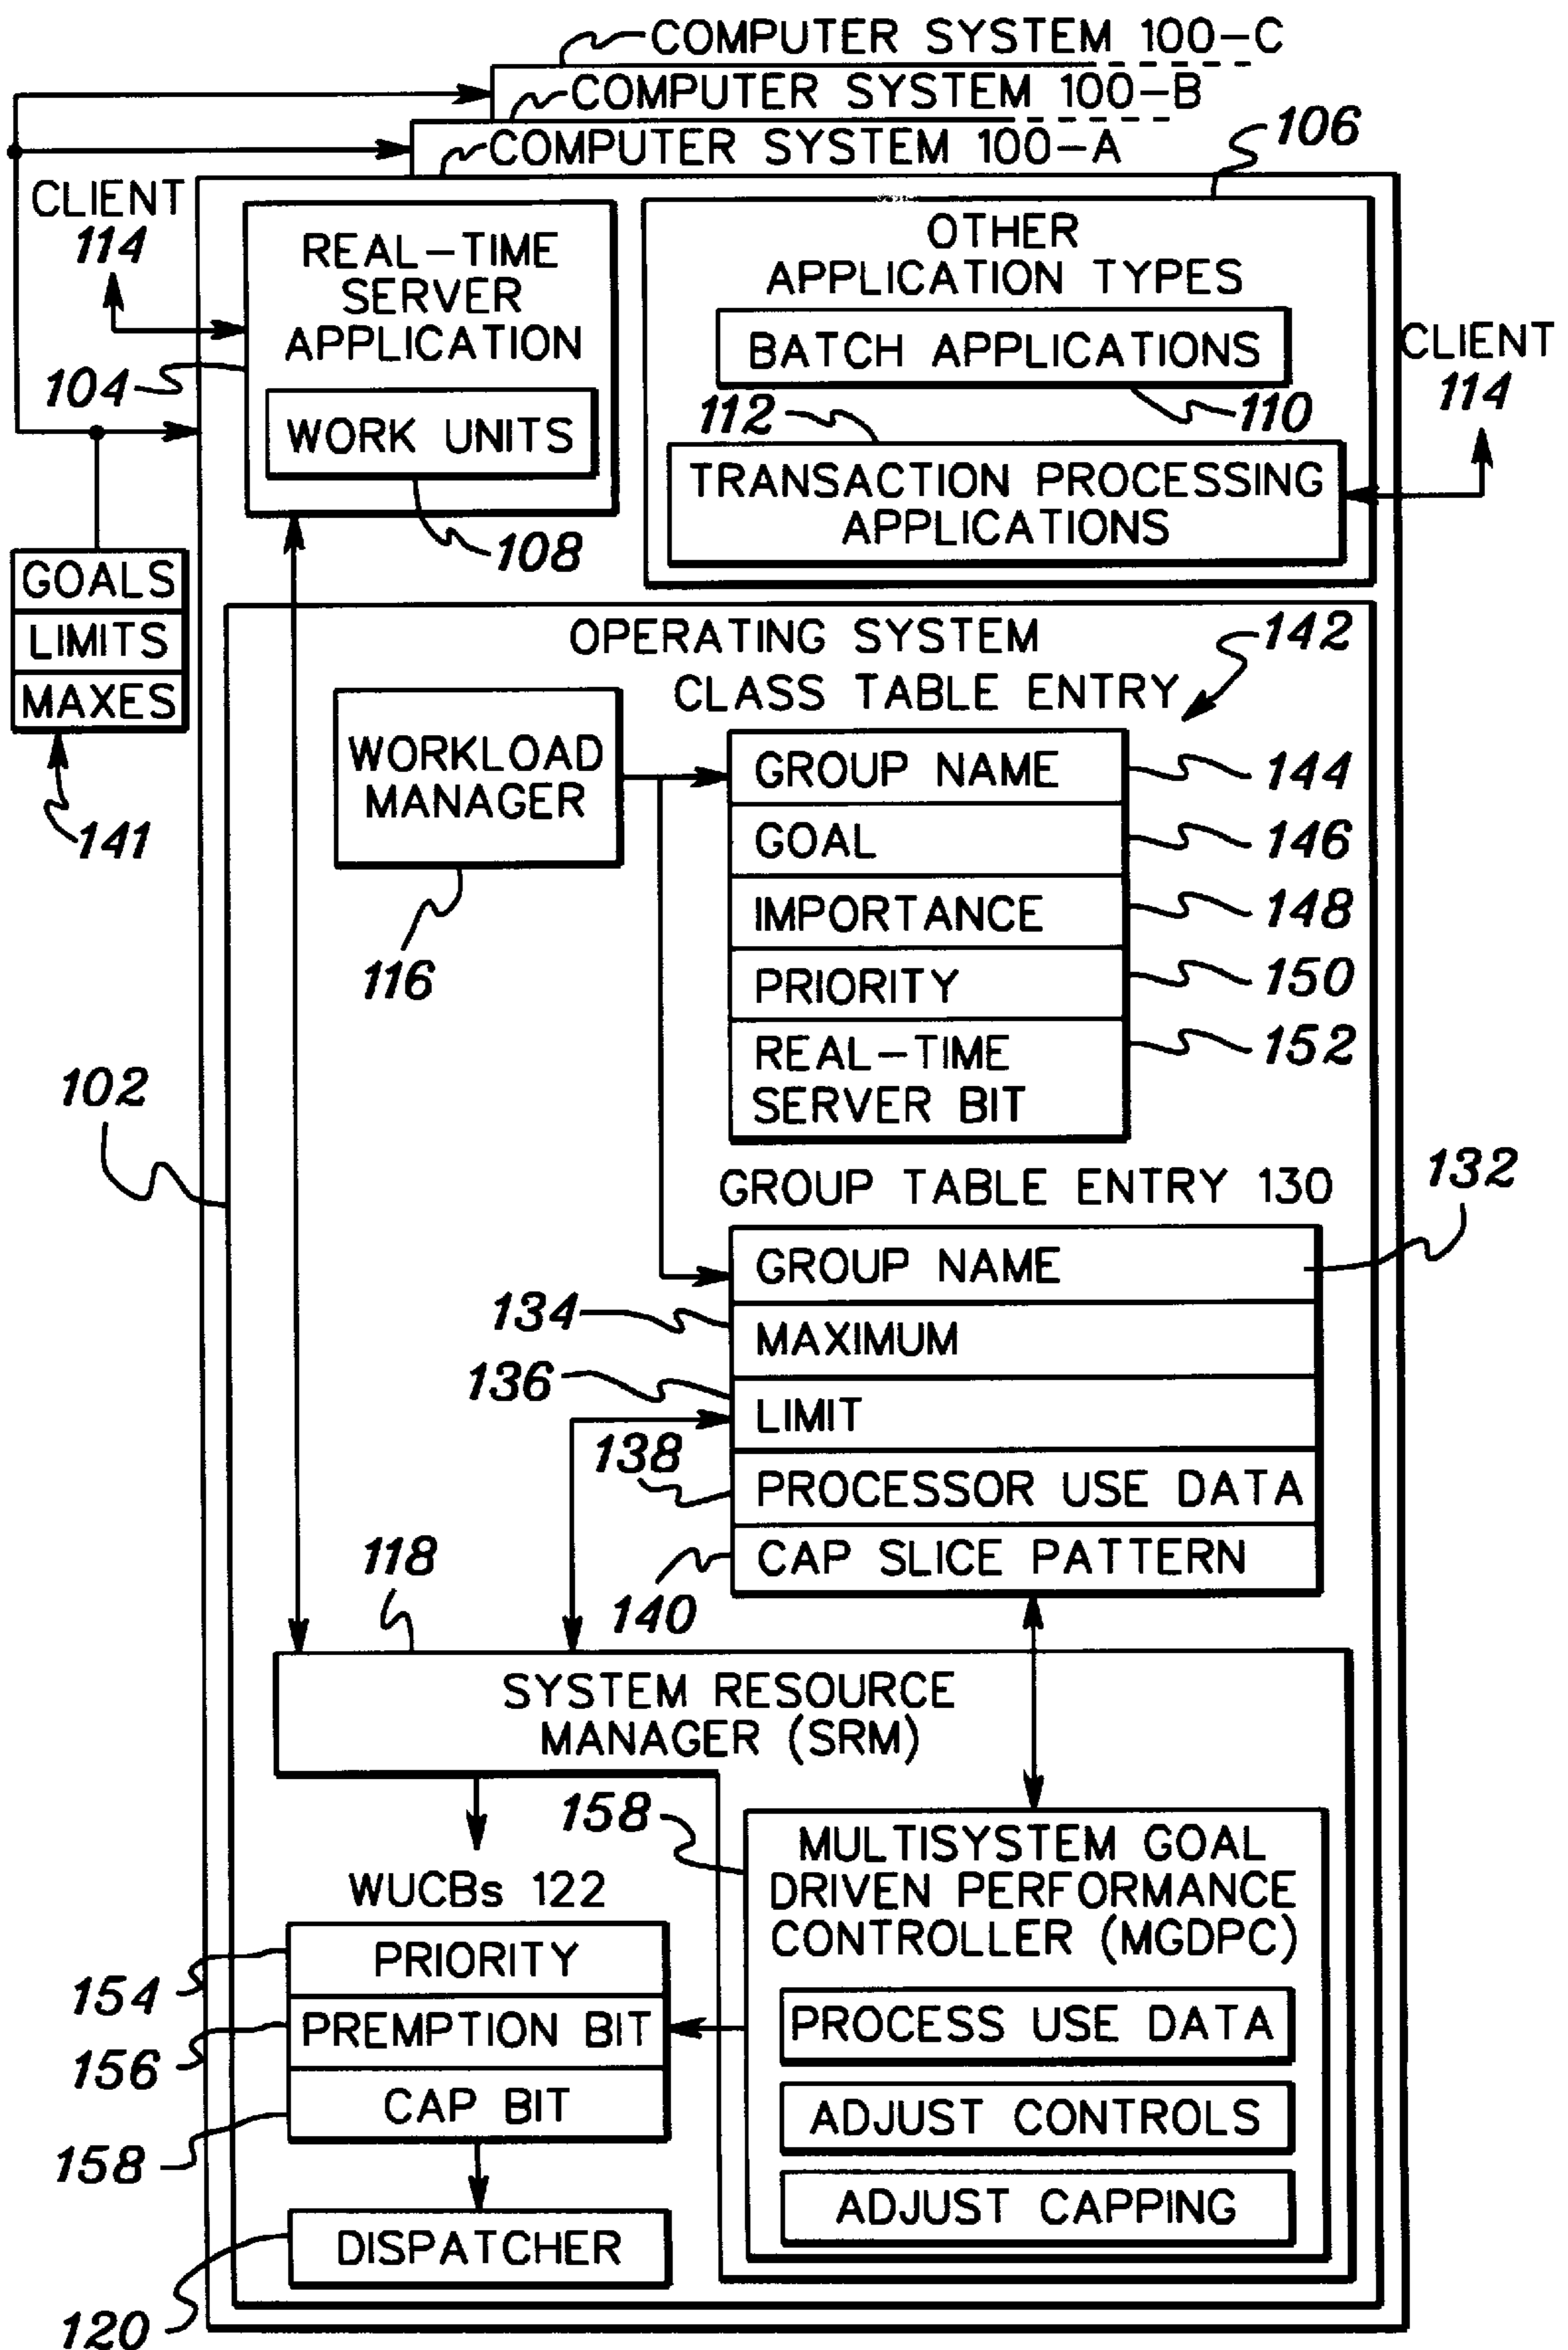 COMPUTER SYSTEM 100-C
COMPUTER SYSTEM 100-B
COMPUTER SYSTEM 100-A
106
CLIENT
114
REAL-TIME
SERVER
APPLICATION
104
WORK UNITS
108
OTHER
APPLICATION TYPES
BATCH APPLICATIONS
110
112
TRANSACTION PROCESSING
APPLICATIONS
CLIENT
114
GOALS
LIMITS
MAXES
141
OPERATING SYSTEM
142
CLASS TABLE ENTRY
WORKLOAD
MANAGER
116
GROUP NAME
144
GOAL
146
IMPORTANCE
148
PRIORITY
150
REAL-TIME
SERVER BIT
152
102
GROUP TABLE ENTRY 130
132
GROUP NAME
134
MAXIMUM
136
LIMIT
138
PROCESSOR USE DATA
140
CAP SLICE PATTERN
118
SYSTEM RESOURCE
MANAGER (SRM)
158
MULTISYSTEM GOAL
DRIVEN PERFORMANCE
CONTROLLER (MGDPC)
PROCESS USE DATA
ADJUST CONTROLS
ADJUST CAPPING
WUCBs 122
154
PRIORITY
156
PREMPTION BIT
158
CAP BIT
120
DISPATCHER